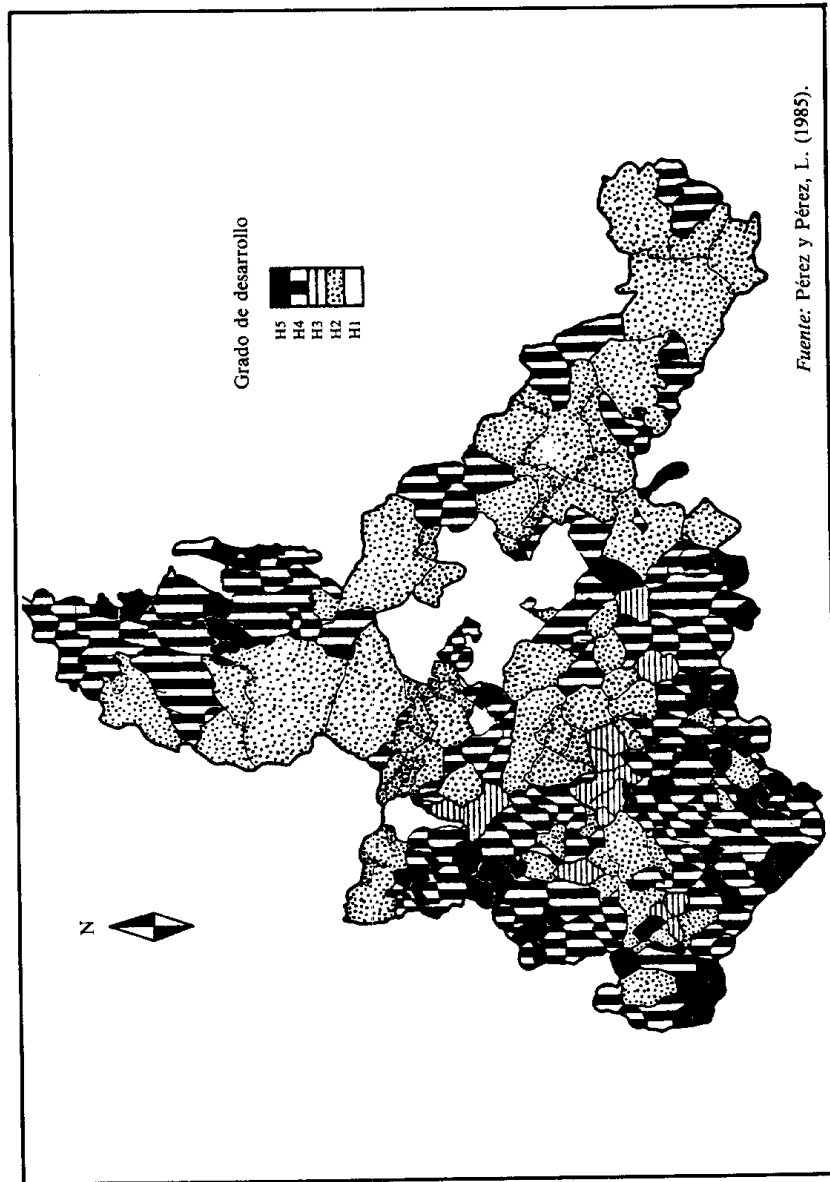 N
Grado de desarrollo
H5
H4
H3
H2
H1
Fuente: Pérez y Pérez, L. (1985).